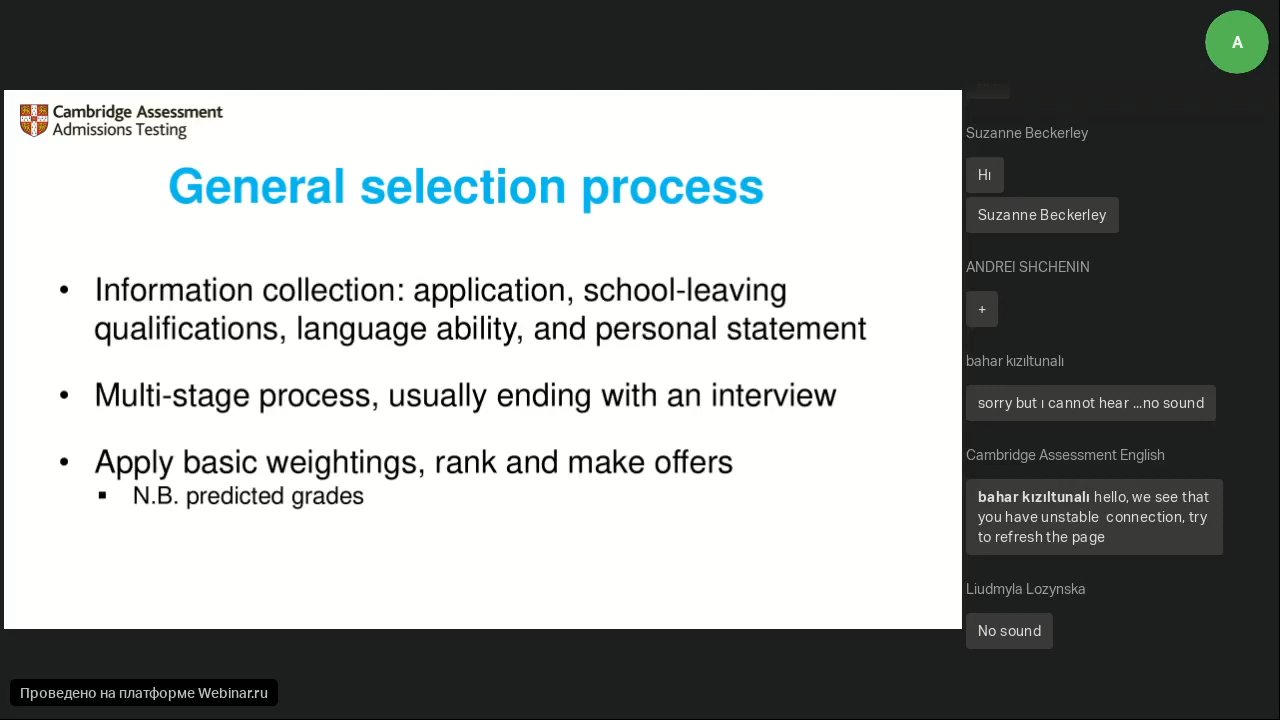 A
Cambridge Assessment
Admissions Testing
General selection process
• Information collection: application, school-leaving
qualifications, language ability, and personal statement
• Multi-stage process, usually ending with an interview
• Apply basic weightings, rank and make offers
▪ N.B. predicted grades
Suzanne Beckerley
Hı
Suzanne Beckerley
ANDREI SHCHENIN
+
bahar kızıltunalı
sorry but ı cannot hear ...no sound
Cambridge Assessment English
bahar kızıltunalı hello, we see that
you have unstable connection, try
to refresh the page
Liudmyla Lozynska
No sound
Проведено на платформе Webinar.ru